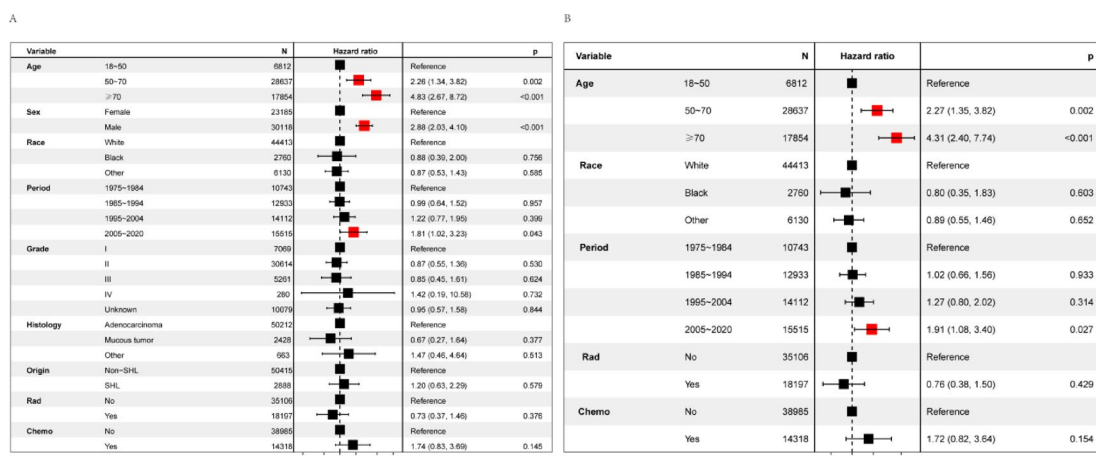 A
Variable N Hazard ratio p
Age 18~50 6812 Reference
50~70 28637 2.26 (1.34, 3.82) 0.002
⩾70 17854 4.83 (2.67, 8.72) <0.001
Sex Female 23185 Reference
Male 30118 2.88 (2.03, 4.10) <0.001
Race White 44413 Reference
Black 2760 0.88 (0.39, 2.00) 0.756
Other 6130 0.87 (0.53, 1.43) 0.585
Period 1975~1984 10743 Reference
1985~1994 12933 0.99 (0.64, 1.52) 0.957
1995~2004 14112 1.22 (0.77, 1.95) 0.399
2005~2020 15515 1.81 (1.02, 3.23) 0.043
Grade I 7069 Reference
II 30614 0.87 (0.55, 1.36) 0.530
III 5261 0.85 (0.45, 1.61) 0.624
IV 280 1.42 (0.19, 10.58) 0.732
Unknown 10079 0.95 (0.57, 1.58) 0.844
Histology Adenocarcinoma 50212 Reference
Mucous tumor 2428 0.67 (0.27, 1.64) 0.377
Other 663 1.47 (0.46, 4.64) 0.513
Origin Non-SHL 50415 Reference
SHL 2888 1.20 (0.63, 2.29) 0.579
Rad No 35106 Reference
Yes 18197 0.73 (0.37, 1.46) 0.376
Chemo No 38985 Reference
Yes 14318 1.74 (0.83, 3.69) 0.145
B
Variable N Hazard ratio p
Age 18~50 6812 Reference
50~70 28637 2.27 (1.35, 3.82) 0.002
⩾70 17854 4.31 (2.40, 7.74) <0.001
Race White 44413 Reference
Black 2760 0.80 (0.35, 1.83) 0.603
Other 6130 0.89 (0.55, 1.46) 0.652
Period 1975~1984 10743 Reference
1985~1994 12933 1.02 (0.66, 1.56) 0.933
1995~2004 14112 1.27 (0.80, 2.02) 0.314
2005~2020 15515 1.91 (1.08, 3.40) 0.027
Rad No 35106 Reference
Yes 18197 0.76 (0.38, 1.50) 0.429
Chemo No 38985 Reference
Yes 14318 1.72 (0.82, 3.64) 0.154